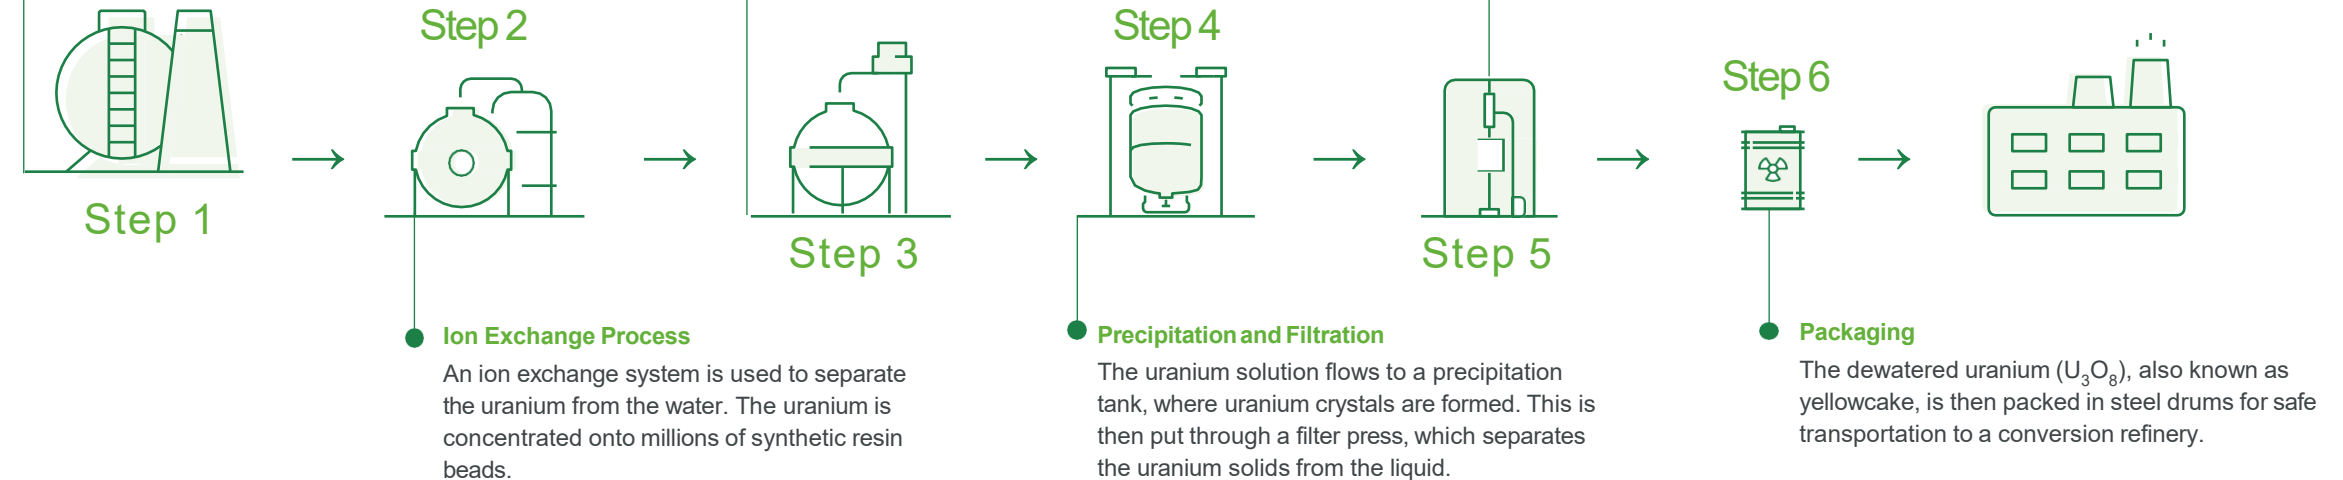 Step 1
Step 2
Step 3
Step 4
Step 5
Step 6
Ion Exchange Process
An ion exchange system is used to separate
the uranium from the water. The uranium is
concentrated onto millions of synthetic resin
beads.
Precipitation and Filtration
The uranium solution flows to a precipitation
tank, where uranium crystals are formed. This is
then put through a filter press, which separates
the uranium solids from the liquid.
Packaging
The dewatered uranium (U₃O₈), also known as
yellowcake, is then packed in steel drums for safe
transportation to a conversion refinery.